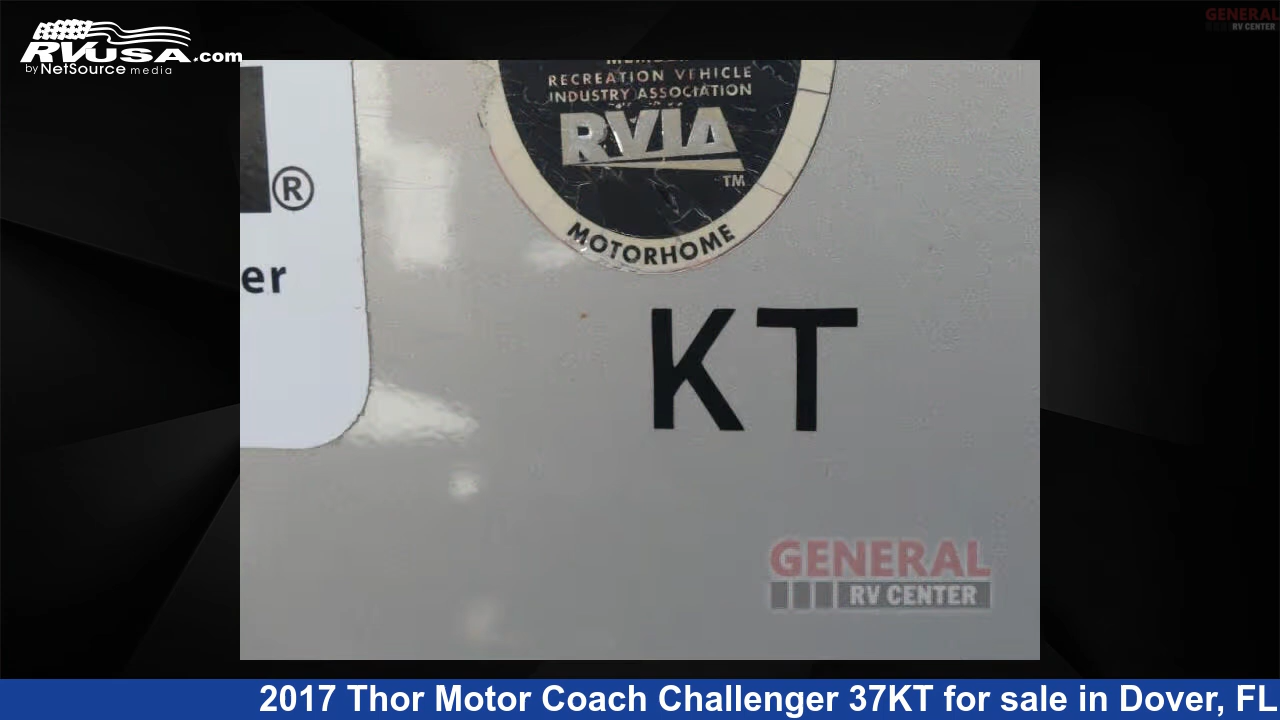 RVUSA.com
by NetSource media
GENERAL
RV CENTER
RECREATION VEHICLE
INDUSTRY ASSOCIATION
RVIA
TM
MOTORHOME
®
er
KT
GENERAL
RV CENTER
2017 Thor Motor Coach Challenger 37KT for sale in Dover, FL